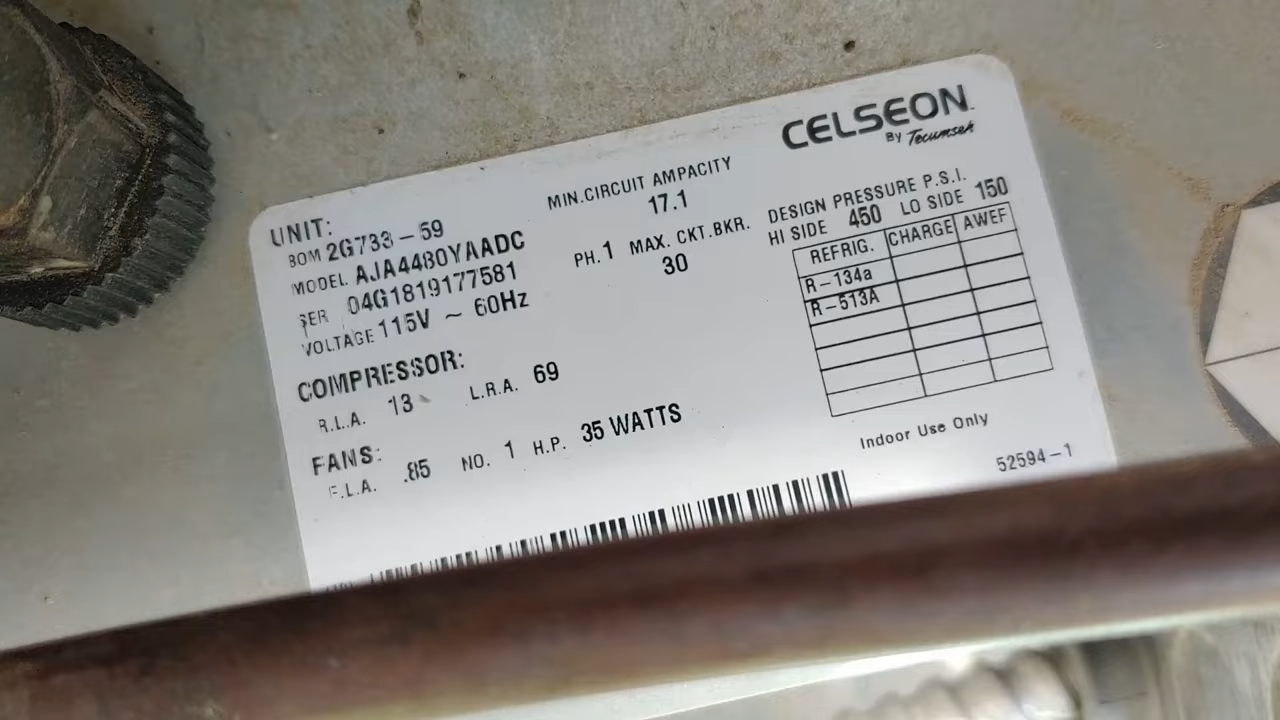 CELSEON
By Tecumseh
UNIT:
BOM 2G733-59
MODEL AJA4480YAADC
SER 04G1819177581
VOLTAGE 115V ~ 60Hz
MIN.CIRCUIT AMPACITY
17.1
PH. 1 MAX. CKT.BKR.
30
DESIGN PRESSURE P.S.I.
HI SIDE 450 LO SIDE 150
REFRIG. CHARGE AWEF
R-134a
R-513A
COMPRESSOR:
R.L.A. 13 L.R.A. 69
FANS:
F.L.A. .85 NO. 1 H.P. 35 WATTS
Indoor Use Only
52594-1